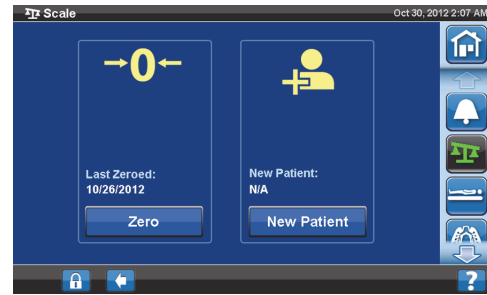 Scale
Oct 30, 2012 2:07 AM
→0←
Last Zeroed:
10/26/2012
Zero
New Patient:
N/A
New Patient
?